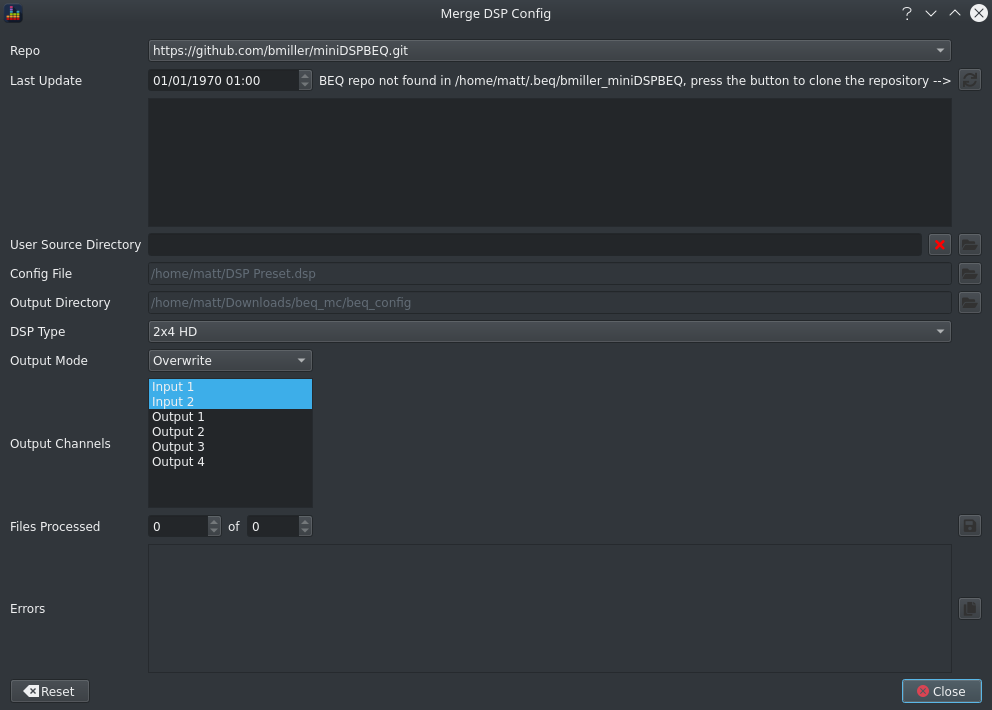 Merge DSP Config
?
Repo https://github.com/bmiller/miniDSPBEQ.git
Last Update 01/01/1970 01:00 BEQ repo not found in /home/matt/.beq/bmiller_miniDSPBEQ, press the button to clone the repository -->
User Source Directory
Config File /home/matt/DSP Preset.dsp
Output Directory /home/matt/Downloads/beq_mc/beq_config
DSP Type 2x4 HD
Output Mode Overwrite
Input 1
Input 2
Output 1
Output 2
Output Channels Output 3
Output 4
Files Processed 0 of 0
Errors
Reset Close